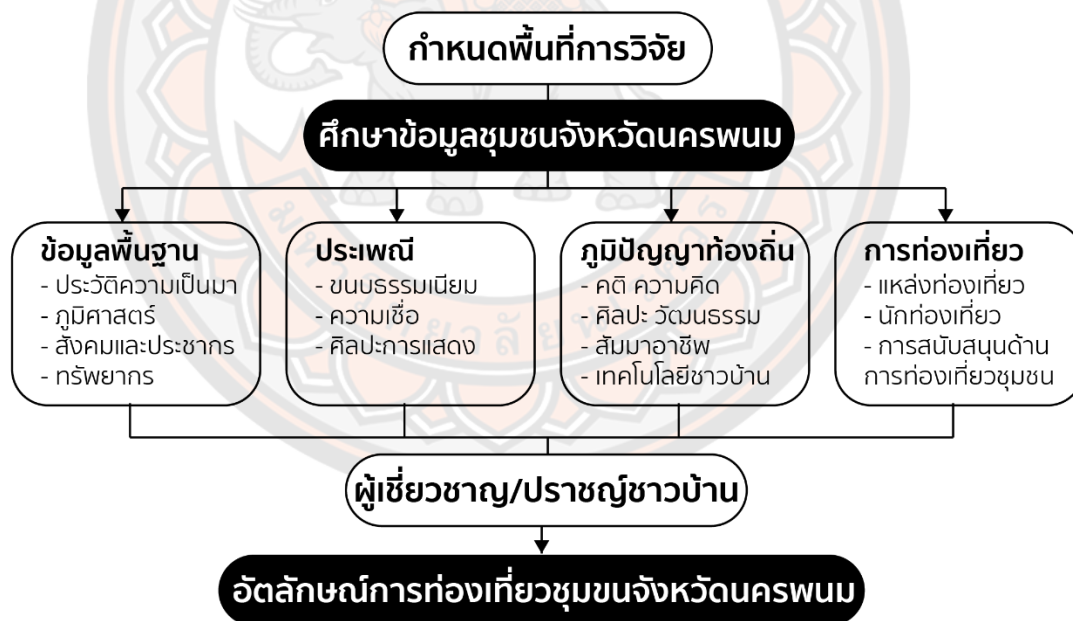 กำหนดพื้นที่การวิจัย
ศึกษาข้อมูลชุมชนจังหวัดนครพนม
ข้อมูลพื้นฐาน
- ประวัติความเป็นมา
- ภูมิศาสตร์
- สังคมและประชากร
- ทรัพยากร
ประเพณี
- ขนบธรรมเนียม
- ความเชื่อ
- ศิลปะการแสดง
ภูมิปัญญาท้องถิ่น
- คติ ความคิด
- ศิลปะ วัฒนธรรม
- สัมมาอาชีพ
- เทคโนโลยีชาวบ้าน
การท่องเที่ยว
- แหล่งท่องเที่ยว
- นักท่องเที่ยว
- การสนับสนุนด้าน
การท่องเที่ยวชุมชน
ผู้เชี่ยวชาญ/ปราชญ์ชาวบ้าน
อัตลักษณ์การท่องเที่ยวชุมชนจังหวัดนครพนม